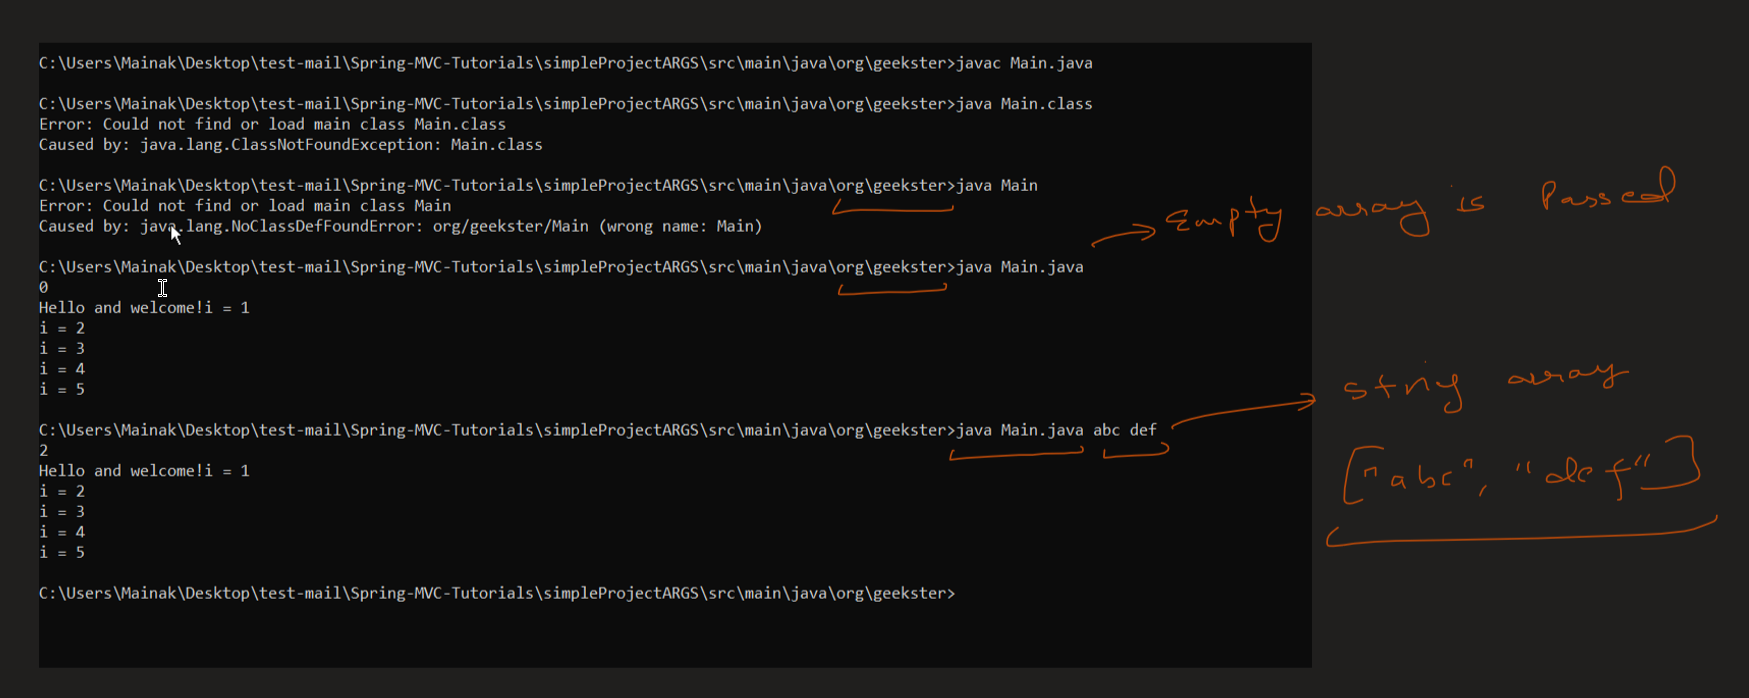 C:\Users\Mainak\Desktop\test-mail\Spring-MVC-Tutorials\simpleProjectARGS\src\main\java\org\geekster>javac Main.java
C:\Users\Mainak\Desktop\test-mail\Spring-MVC-Tutorials\simpleProjectARGS\src\main\java\org\geekster>java Main.class
Error: Could not find or load main class Main.class
Caused by: java.lang.ClassNotFoundException: Main.class
C:\Users\Mainak\Desktop\test-mail\Spring-MVC-Tutorials\simpleProjectARGS\src\main\java\org\geekster>java Main
Error: Could not find or load main class Main
Caused by: java.lang.NoClassDefFoundError: org/geekster/Main (wrong name: Main)
Empty array is Passed
C:\Users\Mainak\Desktop\test-mail\Spring-MVC-Tutorials\simpleProjectARGS\src\main\java\org\geekster>java Main.java
0
Hello and welcome!i = 1
i = 2
i = 3
i = 4
i = 5
C:\Users\Mainak\Desktop\test-mail\Spring-MVC-Tutorials\simpleProjectARGS\src\main\java\org\geekster>java Main.java abc def
2
Hello and welcome!i = 1
i = 2
i = 3
i = 4
i = 5
string array
["abc", "def"]
C:\Users\Mainak\Desktop\test-mail\Spring-MVC-Tutorials\simpleProjectARGS\src\main\java\org\geekster>